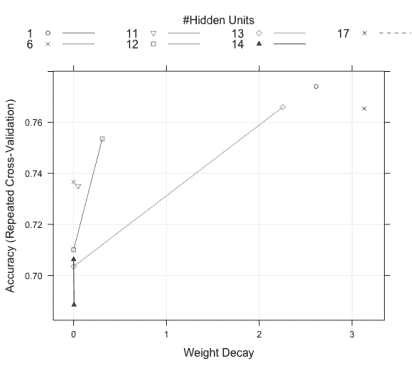 #Hidden Units
1 11 13 17
6 12 14
Accuracy (Repeated Cross-Validation)
0.76
0.74
0.72
0.70
0 1 2 3
Weight Decay